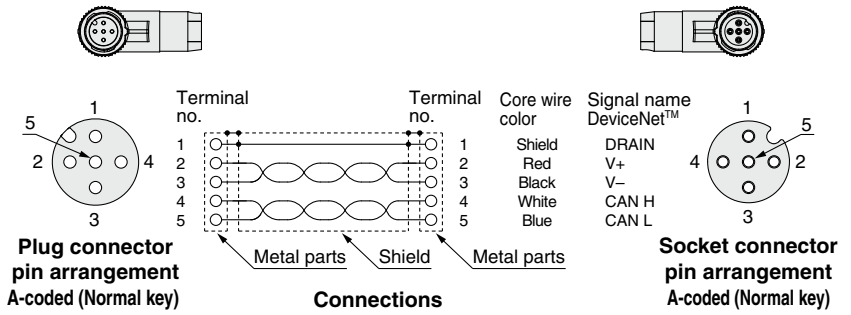 1
5
2
4
3
Plug connector
pin arrangement
A-coded (Normal key)
Terminal
no.
Terminal
no.
Core wire
color
Signal name
DeviceNet™
1 1 Shield DRAIN
2 2 Red V+
3 3 Black V–
4 4 White CAN H
5 5 Blue CAN L
Metal parts Shield Metal parts
Connections
1
5
4
2
3
Socket connector
pin arrangement
A-coded (Normal key)